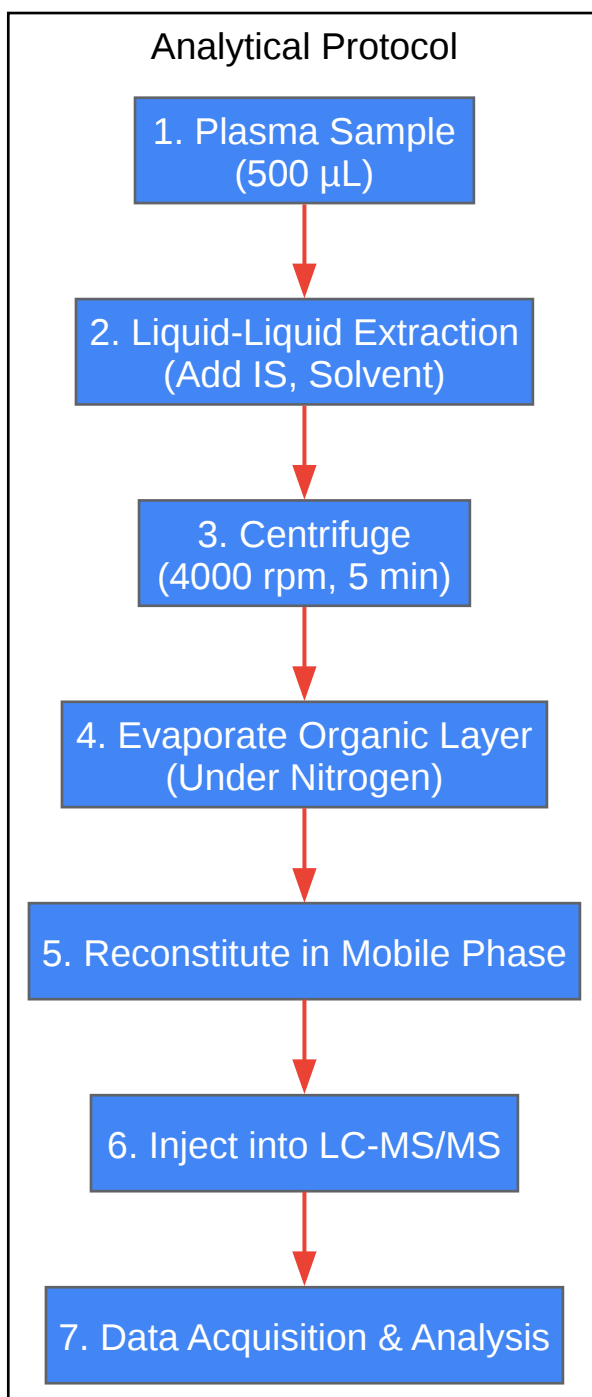 Analytical Protocol
1. Plasma Sample
(500 µL)
2. Liquid-Liquid Extraction
(Add IS, Solvent)
3. Centrifuge
(4000 rpm, 5 min)
4. Evaporate Organic Layer
(Under Nitrogen)
5. Reconstitute in Mobile Phase
6. Inject into LC-MS/MS
7. Data Acquisition & Analysis